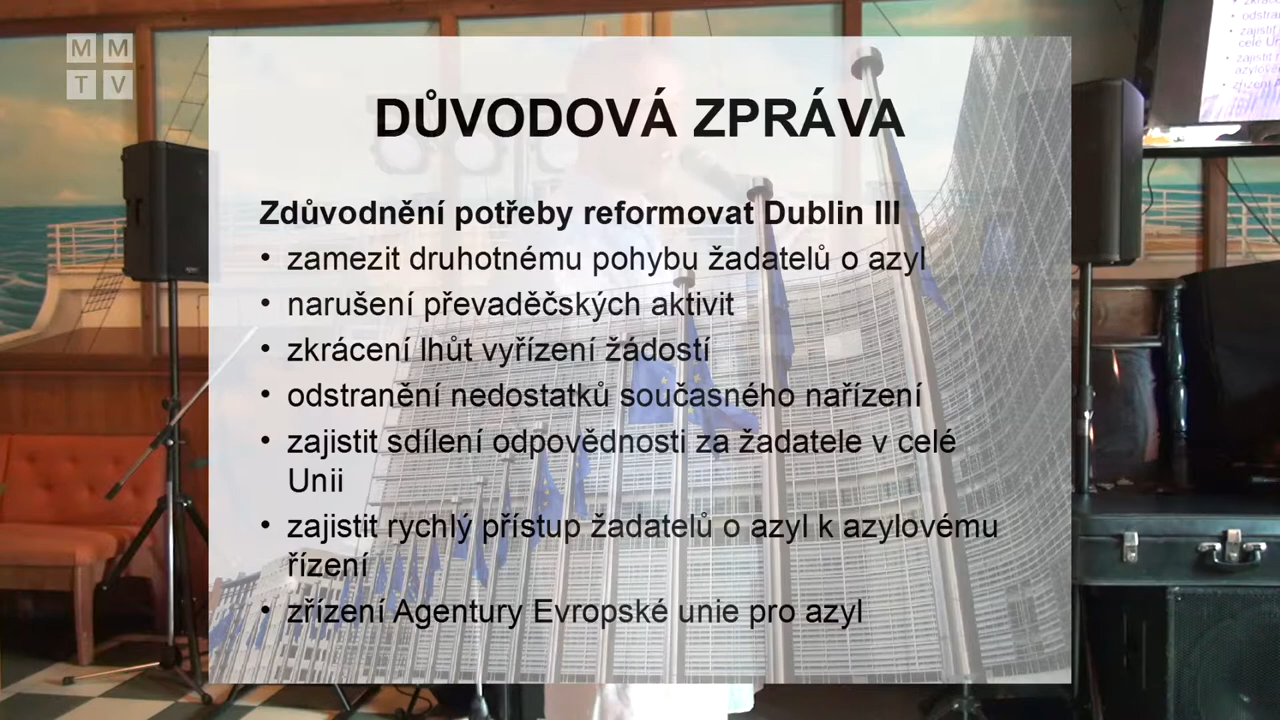 M M
T V
DŮVODOVÁ ZPRÁVA
Zdůvodnění potřeby reformovat Dublin III
• zamezit druhotnému pohybu žadatelů o azyl
• narušení převaděčských aktivit
• zkrácení lhůt vyřízení žádostí
• odstranění nedostatků současného nařízení
• zajistit sdílení odpovědnosti za žadatele v celé
Unii
• zajistit rychlý přístup žadatelů o azyl k azylovému
řízení
• zřízení Agentury Evropské unie pro azyl